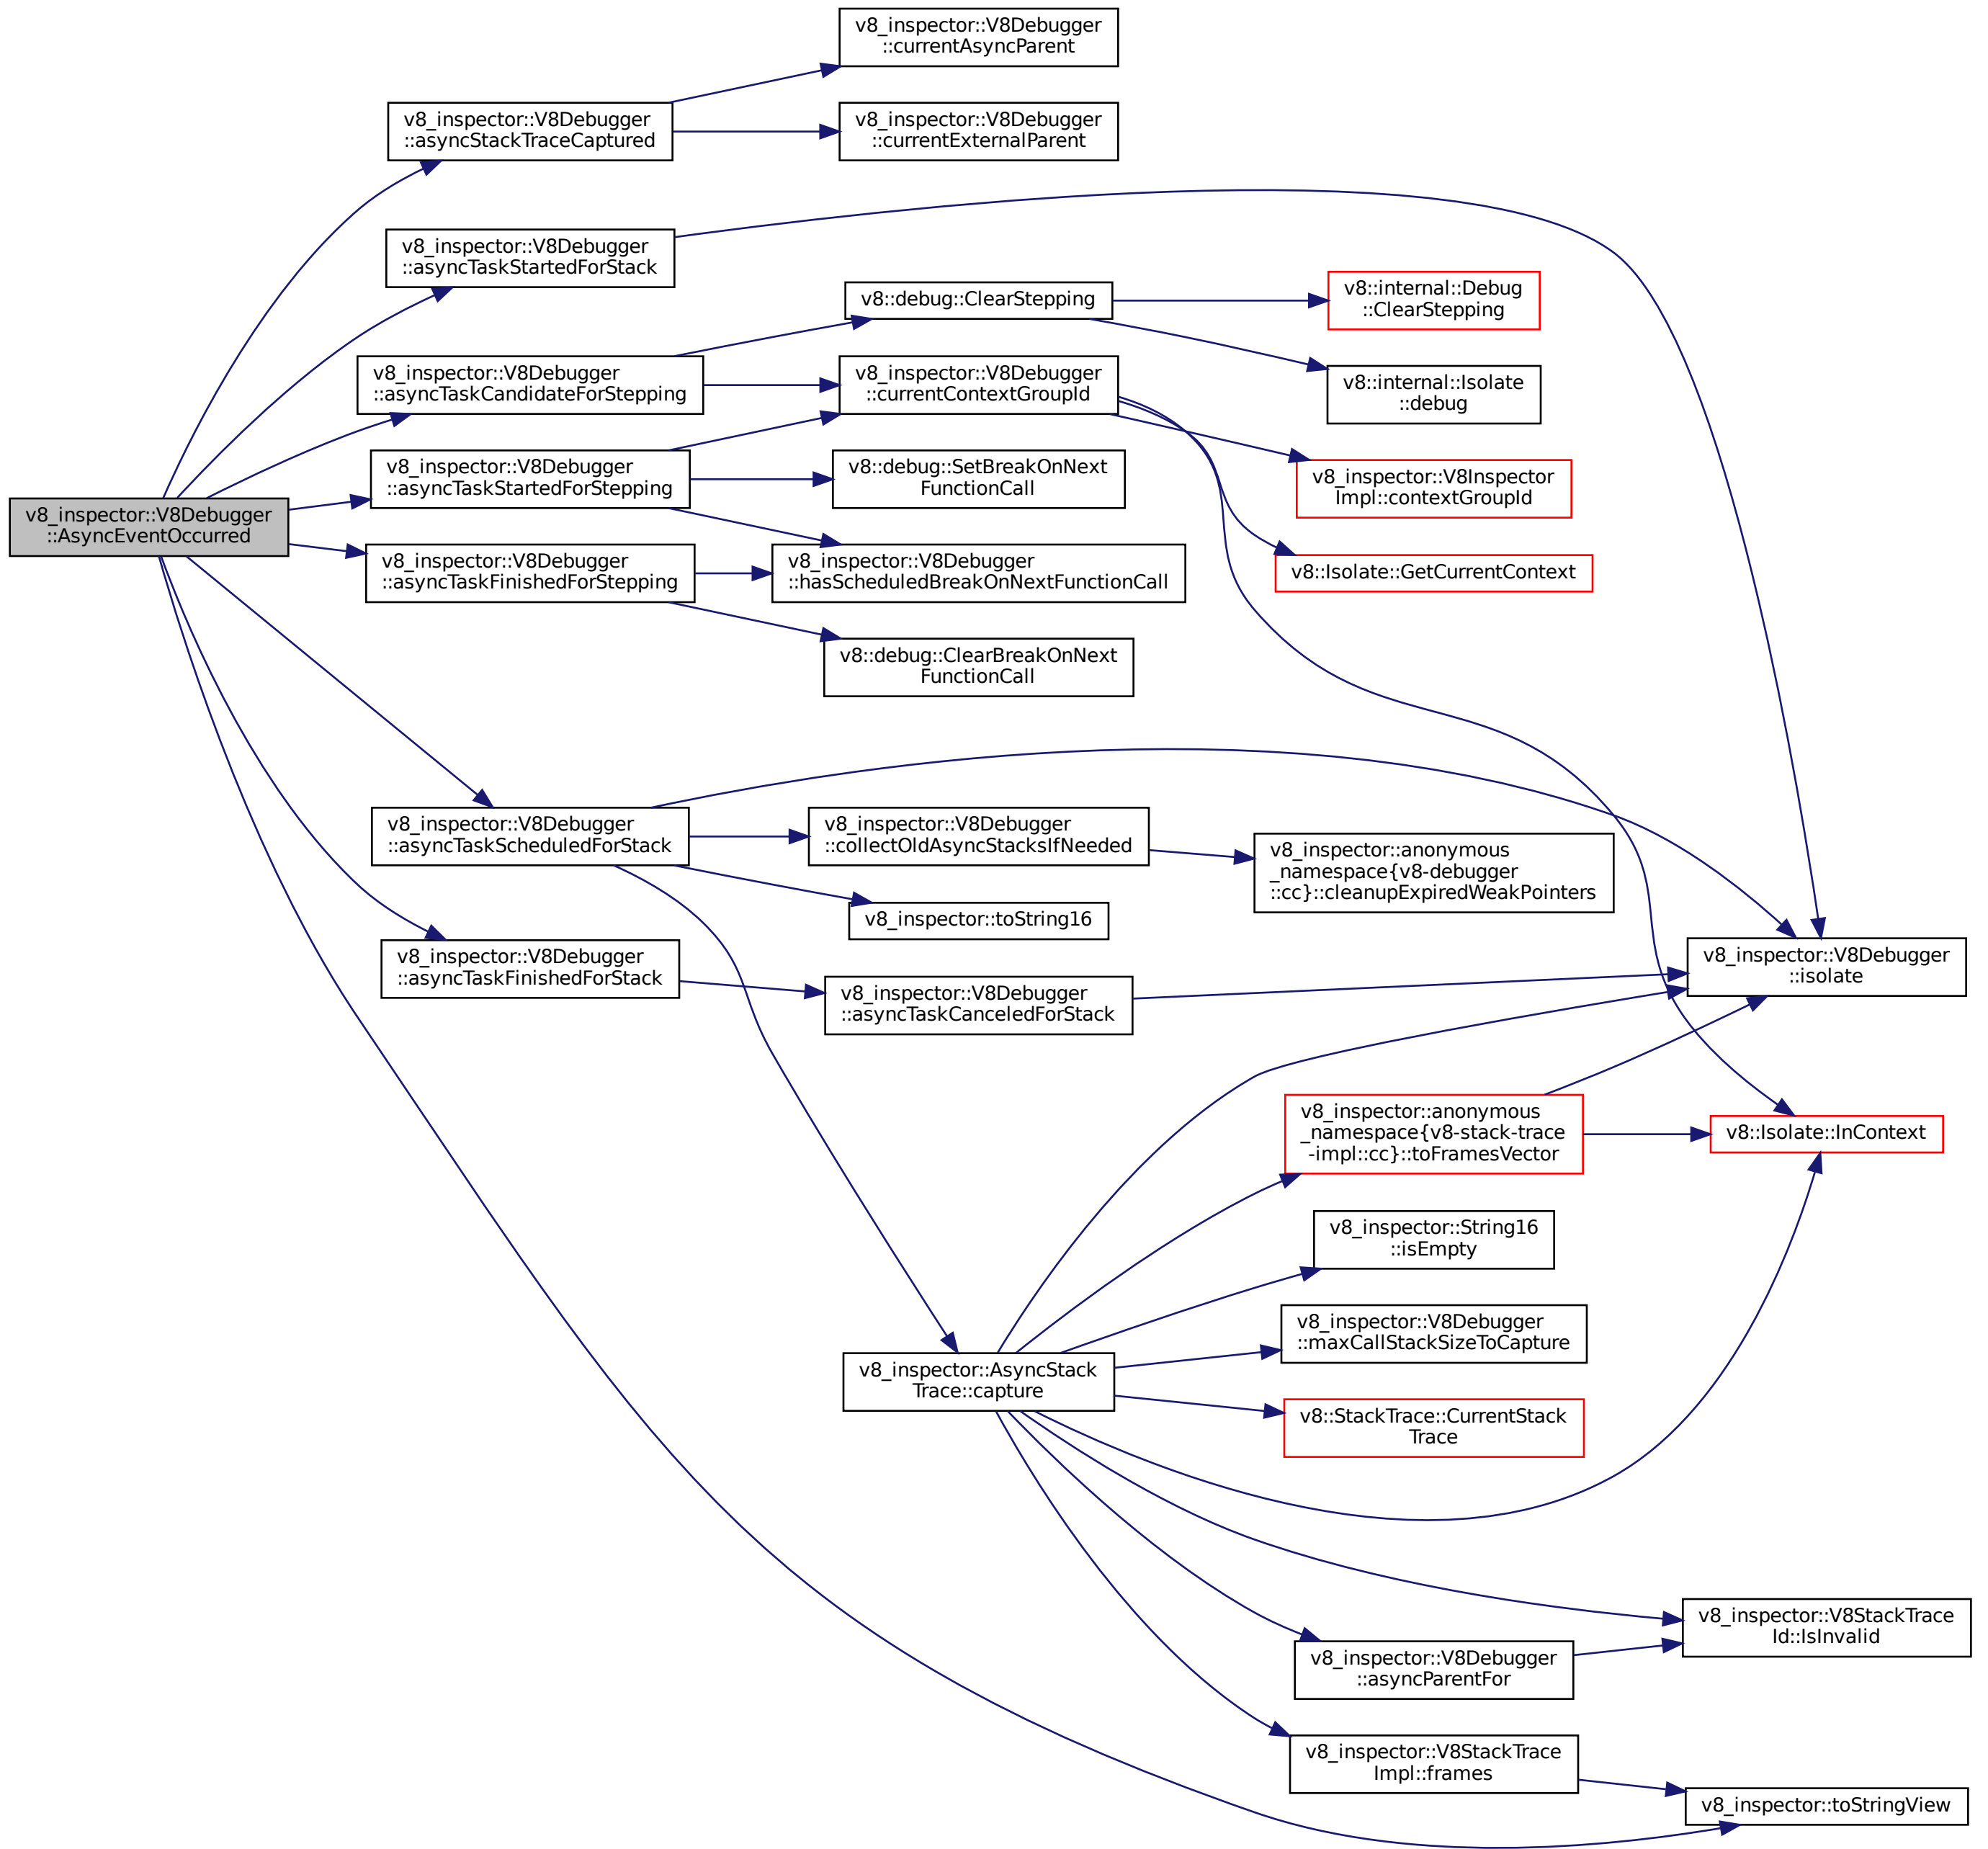 v8_inspector::V8Debugger
::AsyncEventOccurred
v8_inspector::V8Debugger
::asyncStackTraceCaptured
v8_inspector::V8Debugger
::currentAsyncParent
v8_inspector::V8Debugger
::currentExternalParent
v8_inspector::V8Debugger
::asyncTaskStartedForStack
v8_inspector::V8Debugger
::asyncTaskCandidateForStepping
v8::debug::ClearStepping
v8::internal::Debug
::ClearStepping
v8::internal::Isolate
::debug
v8_inspector::V8Debugger
::currentContextGroupId
v8_inspector::V8Inspector
Impl::contextGroupId
v8::Isolate::GetCurrentContext
v8_inspector::V8Debugger
::asyncTaskStartedForStepping
v8::debug::SetBreakOnNext
FunctionCall
v8_inspector::V8Debugger
::hasScheduledBreakOnNextFunctionCall
v8_inspector::V8Debugger
::asyncTaskFinishedForStepping
v8::debug::ClearBreakOnNext
FunctionCall
v8_inspector::V8Debugger
::asyncTaskScheduledForStack
v8_inspector::V8Debugger
::collectOldAsyncStacksIfNeeded
v8_inspector::anonymous
_namespace{v8-debugger
::cc}::cleanupExpiredWeakPointers
v8_inspector::toString16
v8_inspector::V8Debugger
::asyncTaskFinishedForStack
v8_inspector::V8Debugger
::asyncTaskCanceledForStack
v8_inspector::V8Debugger
::isolate
v8_inspector::anonymous
_namespace{v8-stack-trace
-impl::cc}::toFramesVector
v8::Isolate::InContext
v8_inspector::String16
::isEmpty
v8_inspector::V8Debugger
::maxCallStackSizeToCapture
v8_inspector::AsyncStack
Trace::capture
v8::StackTrace::CurrentStack
Trace
v8_inspector::V8StackTrace
Id::IsInvalid
v8_inspector::V8Debugger
::asyncParentFor
v8_inspector::V8StackTrace
Impl::frames
v8_inspector::toStringView